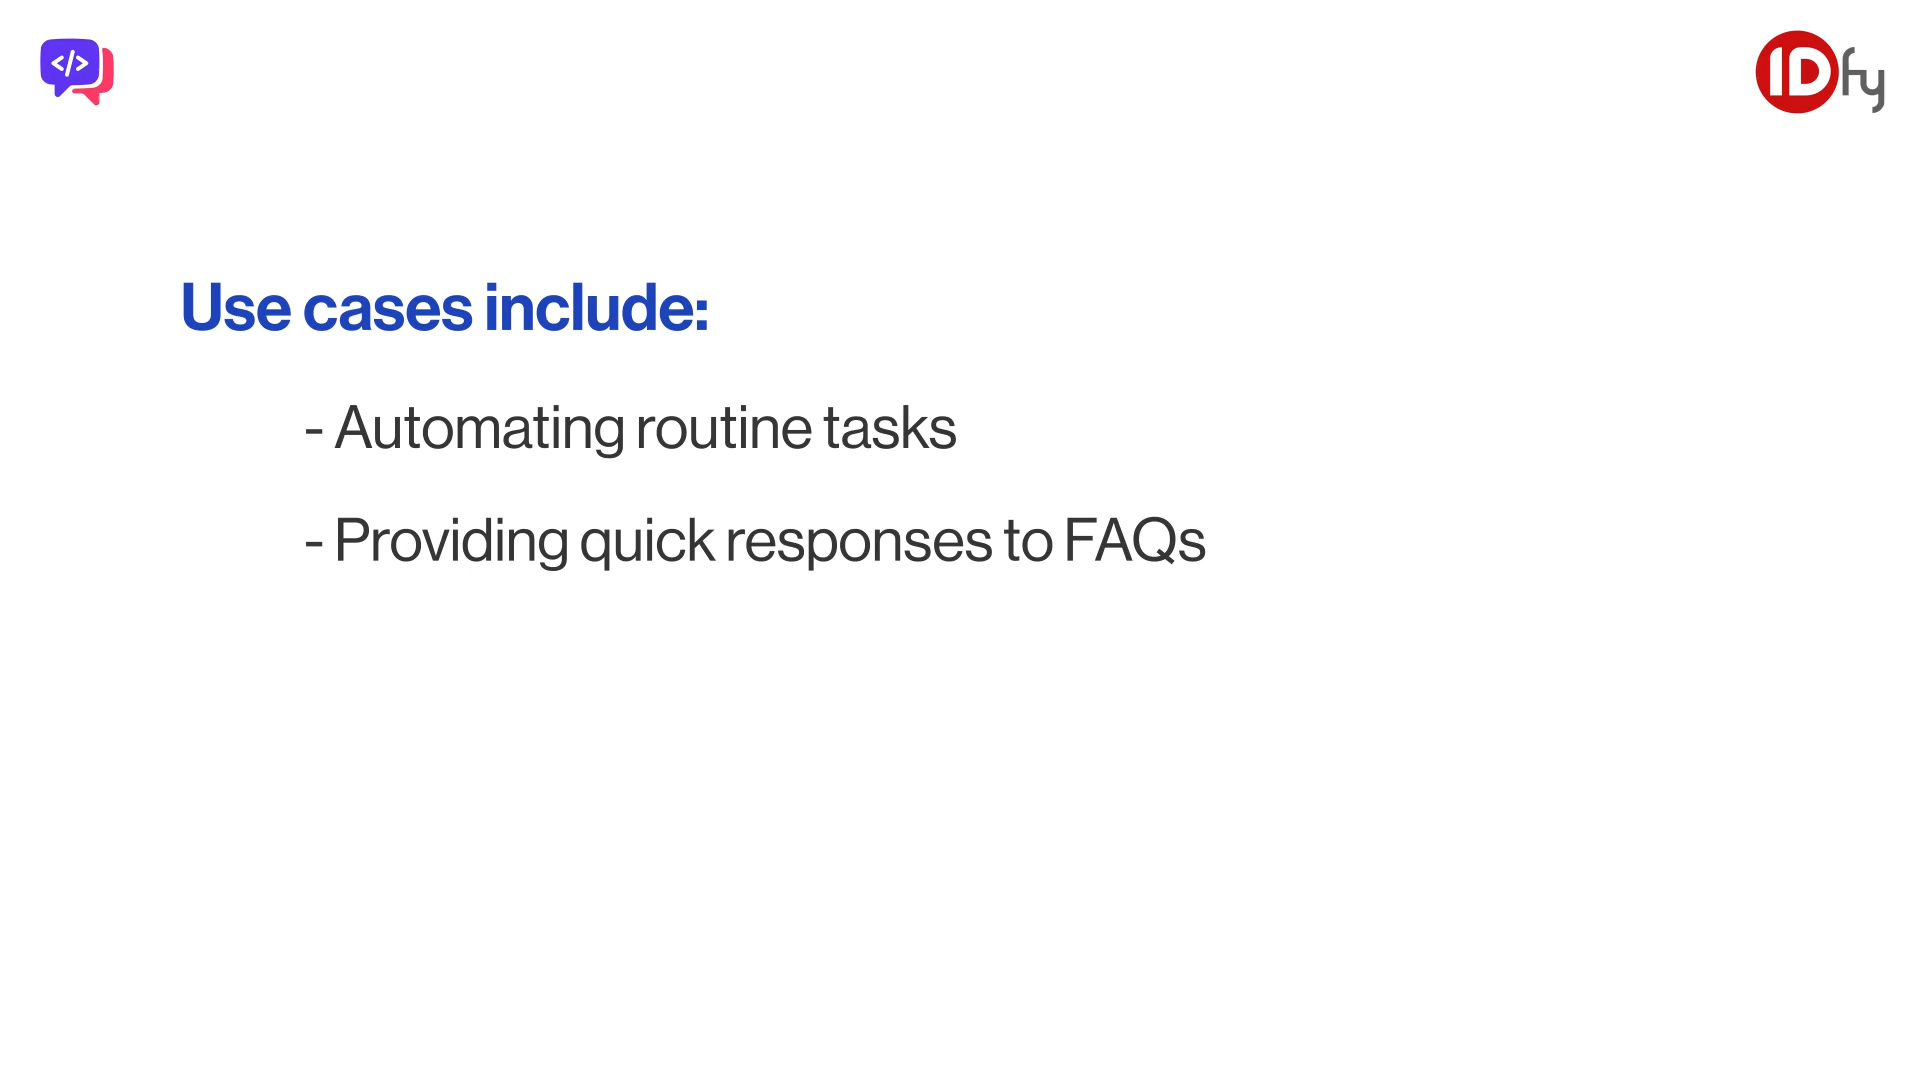 </>
IDfy
Use cases include:
- Automating routine tasks
- Providing quick responses to FAQs